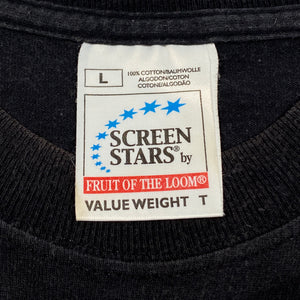 L
100% COTTON/BAUMWOLLE
ALGODON/COTON
COTONE/ALGODÃO
SCREEN
STARS® by
FRUIT OF THE LOOM®
VALUE WEIGHT T